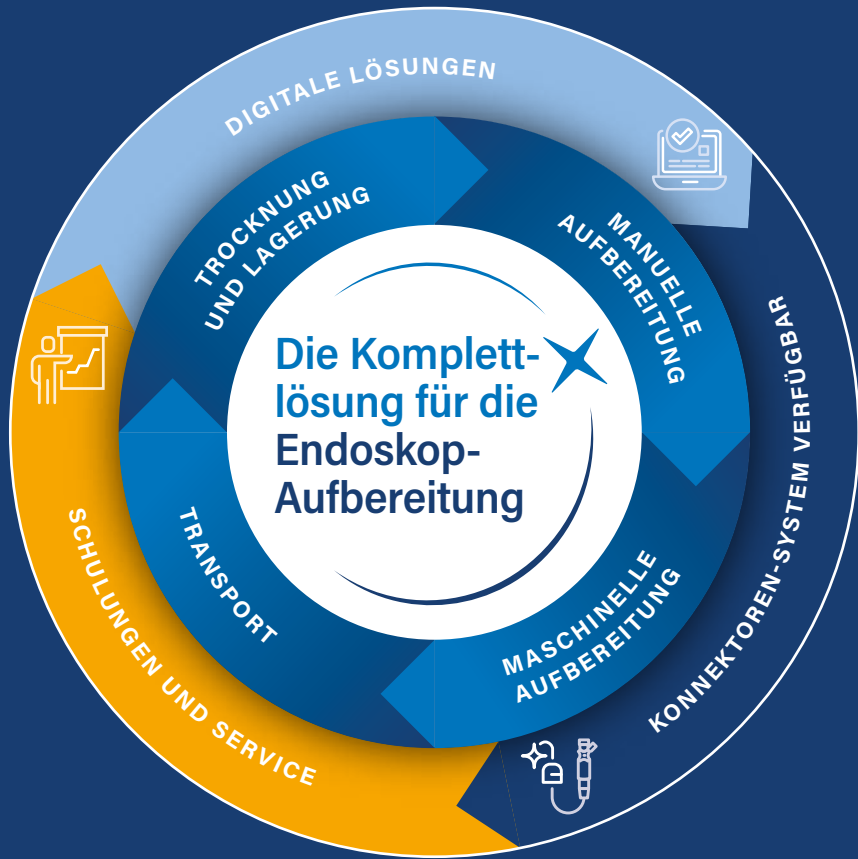 DIGITALE LÖSUNGEN
TROCKNUNG
UND LAGERUNG
MANUELLE
AUFBEREITUNG
Die Komplett-
lösung für die
Endoskop-
Aufbereitung
KONNEKTOREN-SYSTEM VERFÜGBAR
TRANSPORT
MASCHINELLE
AUFBEREITUNG
SCHULUNGEN UND SERVICE